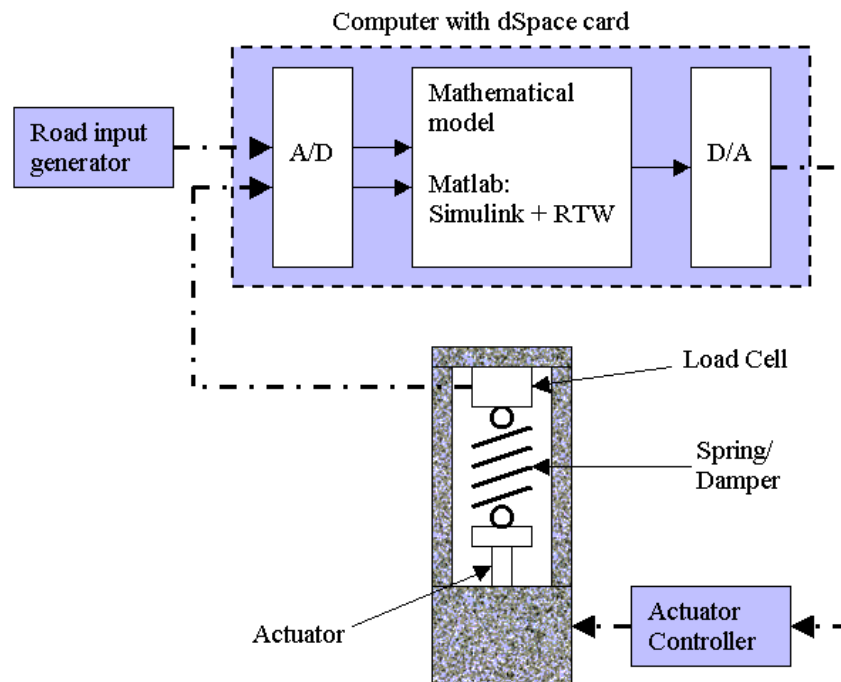 Computer with dSpace card
Road input
generator
A/D
Mathematical
model
Matlab:
Simulink + RTW
D/A
Load Cell
Spring/
Damper
Actuator
Actuator
Controller